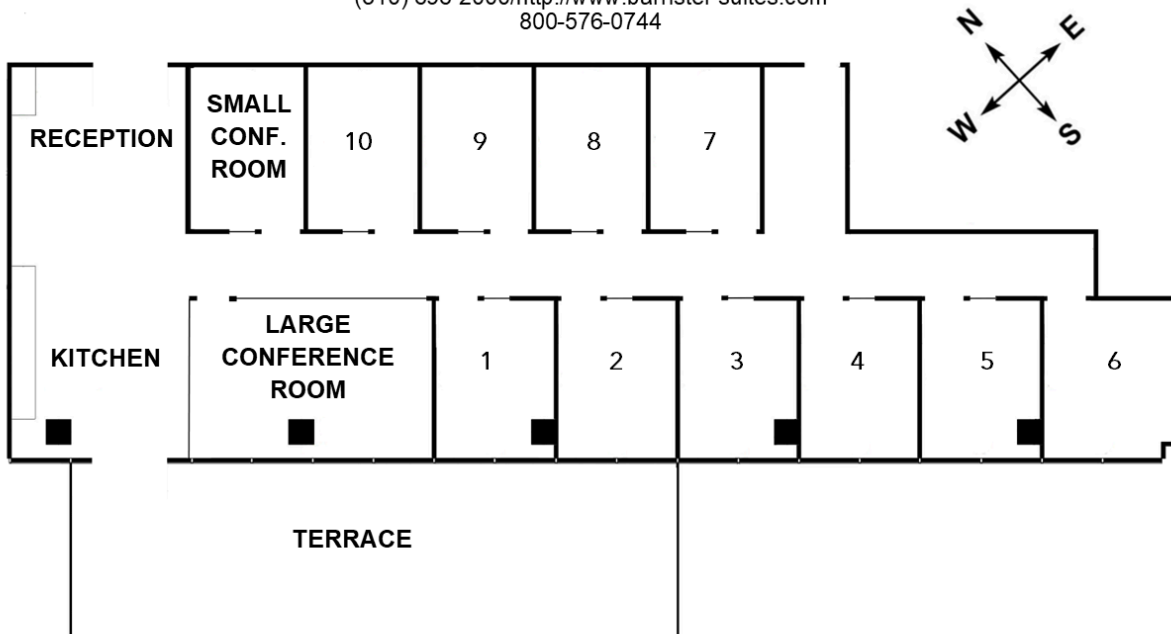 800-576-0744
N
E
W
S
RECEPTION
SMALL
CONF.
ROOM
10
9
8
7
KITCHEN
LARGE
CONFERENCE
ROOM
1
2
3
4
5
6
TERRACE